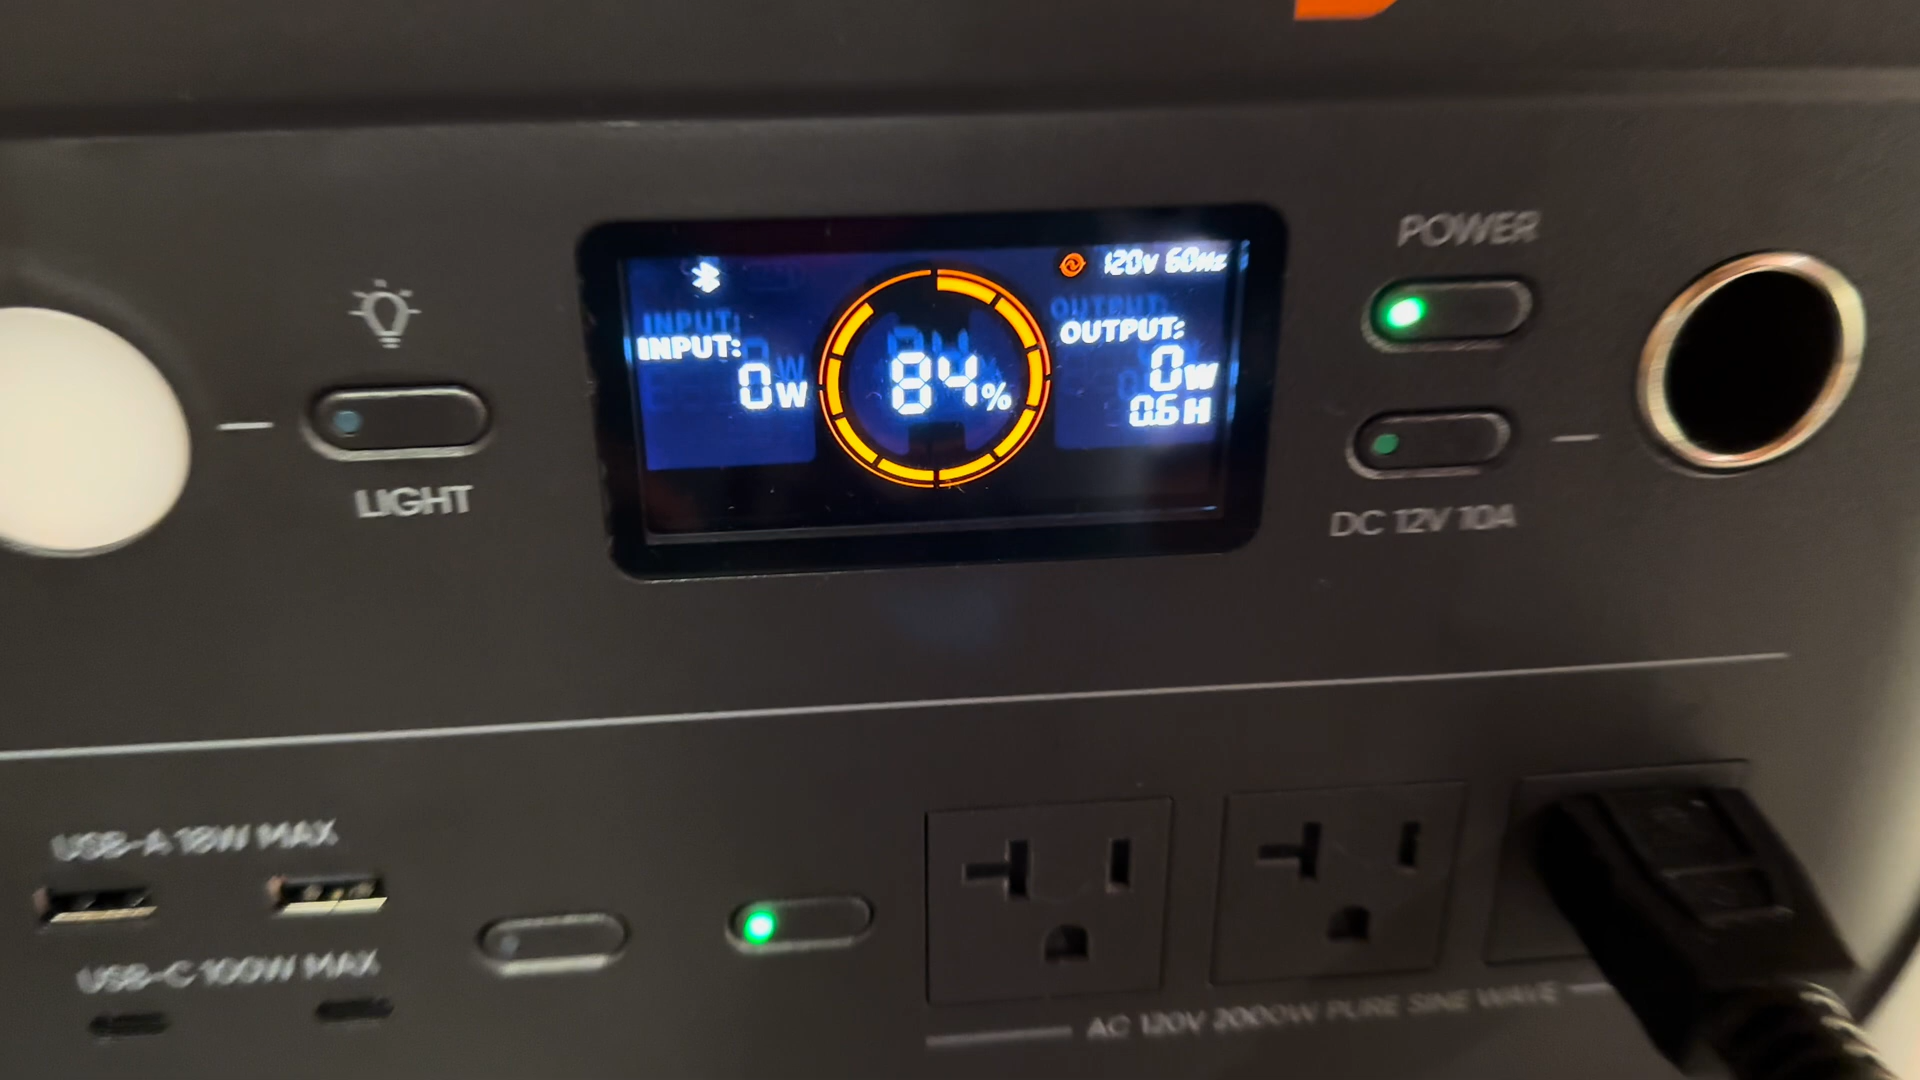 120V 60Hz
INPUT:
0W
84%
OUTPUT:
0W
0.6H
POWER
DC 12V 10A
LIGHT
USB-A 18W MAX
USB-C 100W MAX
AC 120V 2000W PURE SINE WAVE